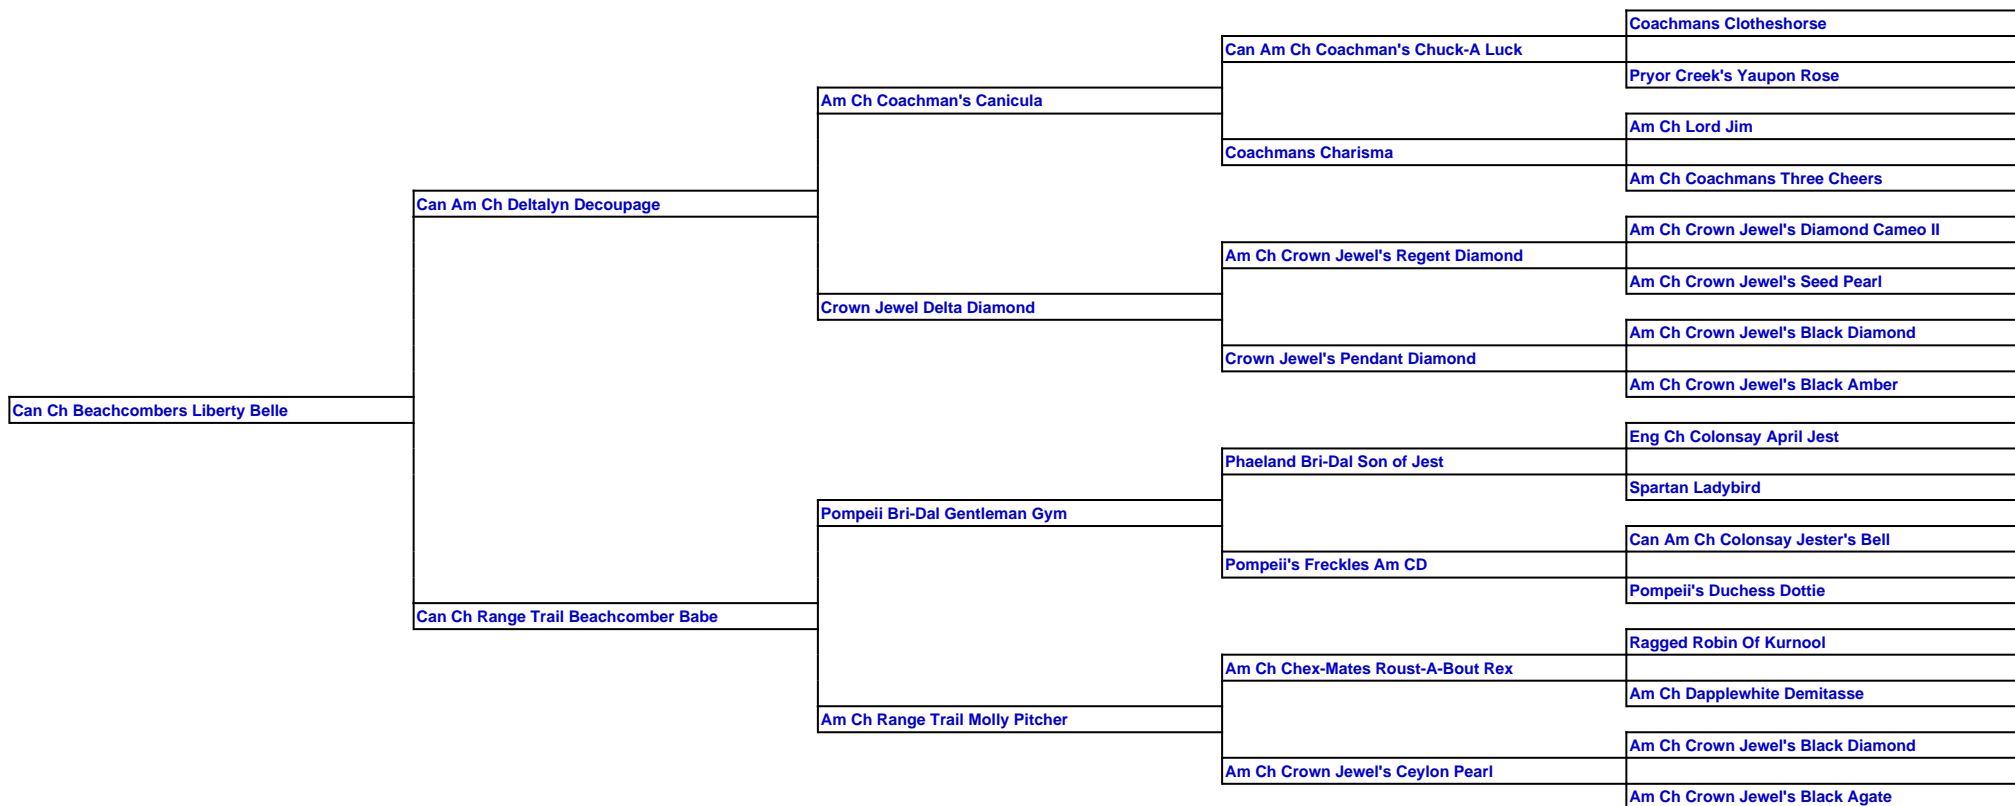 Coachmans Clotheshorse
Can Am Ch Coachman's Chuck-A Luck
Pryor Creek's Yaupon Rose
Am Ch Coachman's Canicula
Am Ch Lord Jim
Coachmans Charisma
Am Ch Coachmans Three Cheers
Can Am Ch Deltalyn Decoupage
Am Ch Crown Jewel's Diamond Cameo II
Am Ch Crown Jewel's Regent Diamond
Am Ch Crown Jewel's Seed Pearl
Crown Jewel Delta Diamond
Am Ch Crown Jewel's Black Diamond
Crown Jewel's Pendant Diamond
Am Ch Crown Jewel's Black Amber
Can Ch Beachcombers Liberty Belle
Eng Ch Colonsay April Jest
Phaeland Bri-Dal Son of Jest
Spartan Ladybird
Pompeii Bri-Dal Gentleman Gym
Can Am Ch Colonsay Jester's Bell
Pompeii's Freckles Am CD
Pompeii's Duchess Dottie
Can Ch Range Trail Beachcomber Babe
Ragged Robin Of Kurnool
Am Ch Chex-Mates Roust-A-Bout Rex
Am Ch Dapplewhite Demitasse
Am Ch Range Trail Molly Pitcher
Am Ch Crown Jewel's Black Diamond
Am Ch Crown Jewel's Ceylon Pearl
Am Ch Crown Jewel's Black Agate